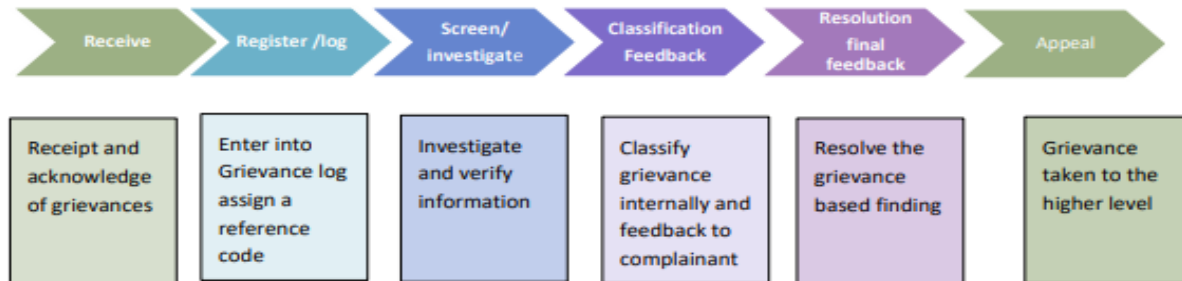 Receive
Register /log
Screen/
investigate
Classification
Feedback
Resolution
final
feedback
Appeal
Receipt and
acknowledge
of grievances
Enter into
Grievance log
assign a
reference
code
Investigate
and verify
information
Classify
grievance
internally and
feedback to
complainant
Resolve the
grievance
based finding
Grievance
taken to the
higher level